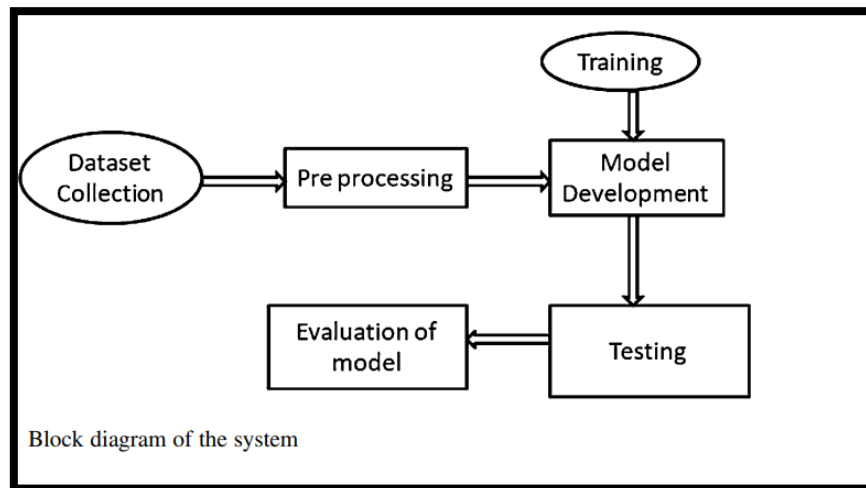 Training
Dataset
Collection
Pre processing
Model
Development
Evaluation of
model
Testing
Block diagram of the system